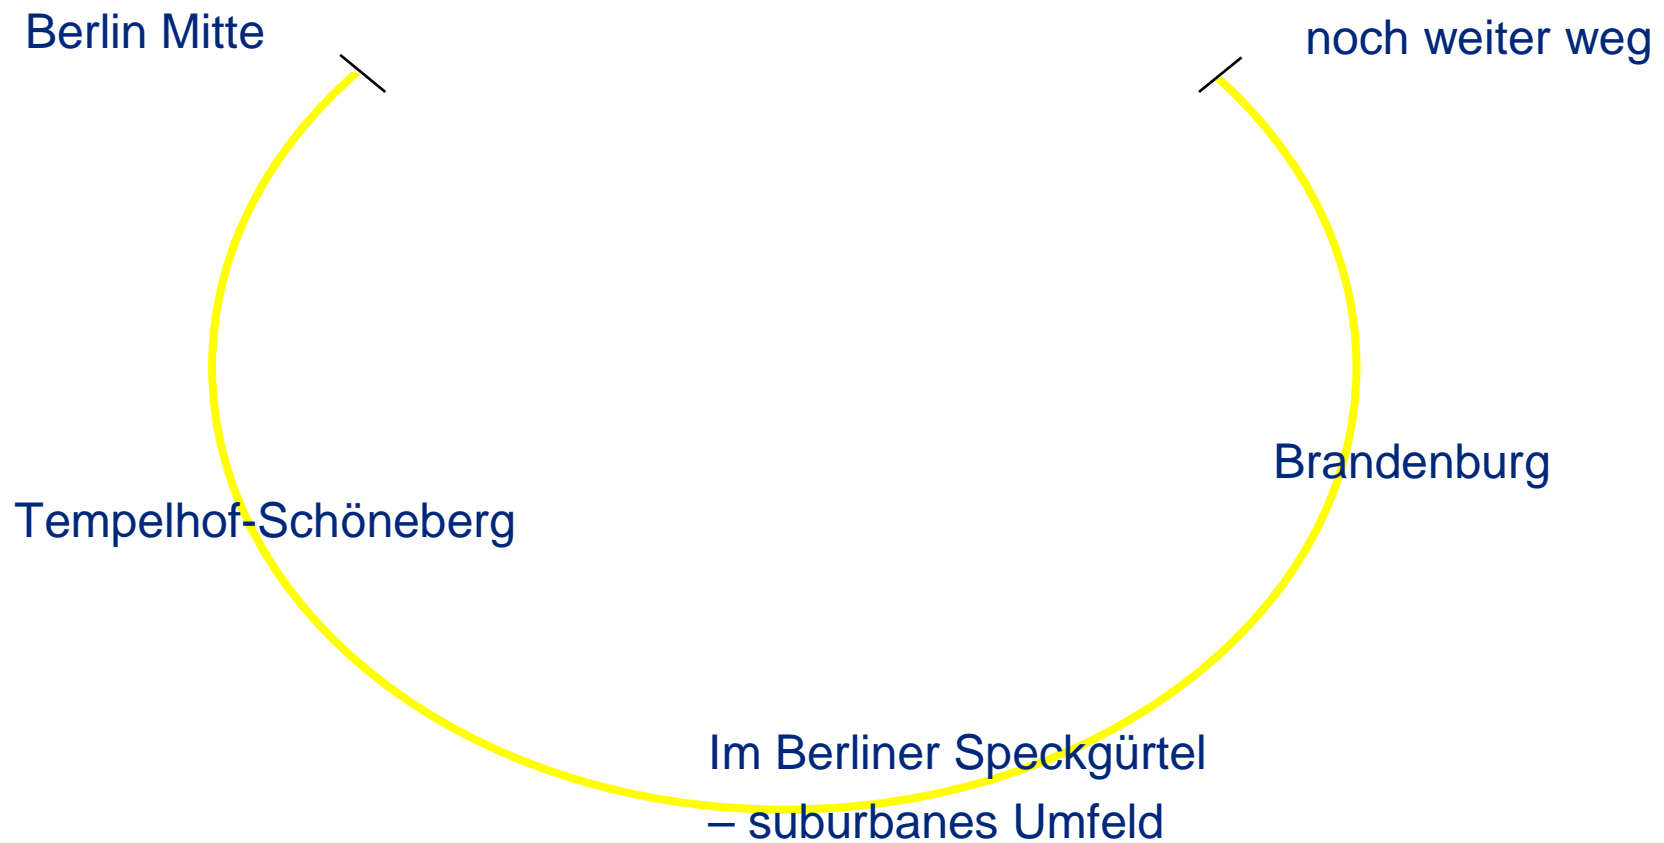 Berlin Mitte
noch weiter weg
Brandenburg
Tempelhof-Schöneberg
Im Berliner Speckgürtel
– suburbanes Umfeld